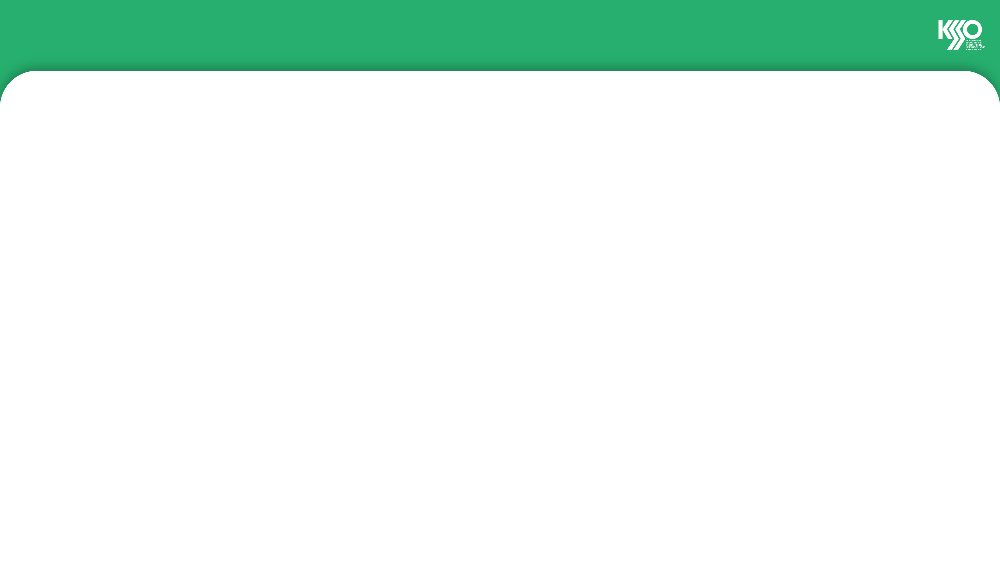 KSSO
KOREAN
SOCIETY
FOR THE
STUDY OF
OBESITY